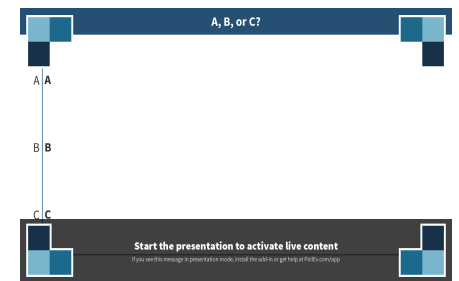 A, B, or C?
A A
B B
C C
Start the presentation to activate live content
If you see this message in presentation mode, install the add-in or get help at PollEv.com/app